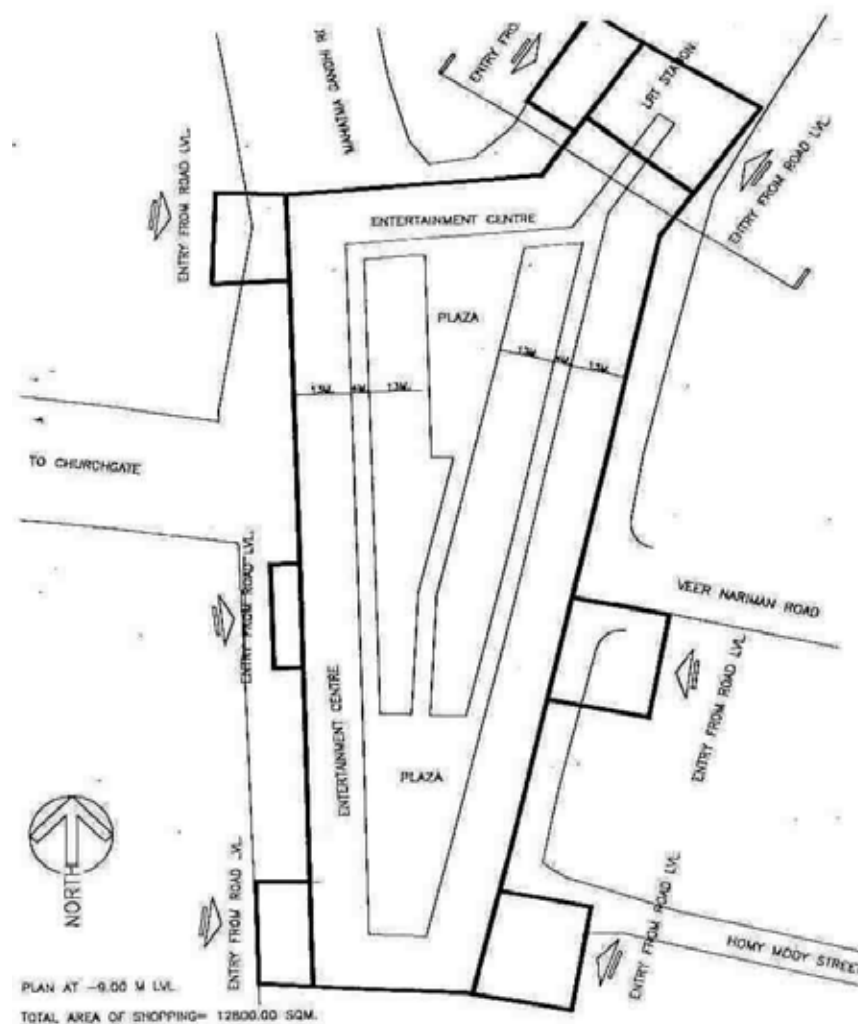 ENTRY FRO
MAHATMA GANDHI R
LRT STATION
ENTRY FROM ROAD LVL.
ENTRY FROM ROAD LVL.
ENTERTAINMENT CENTRE
PLAZA
13M.
13M.
13M.
13M.
TO CHURCHGATE
ENTRY FROM ROAD LVL.
VEER NARIMAN ROAD
ENTRY FROM ROAD LVL.
ENTERTAINMENT CENTRE
PLAZA
NORTH
ENTRY FROM ROAD LVL.
ENTRY FROM ROAD LVL.
HOMY MODY STREET
PLAN AT -9.00 M LVL.
TOTAL AREA OF SHOPPING= 12800.00 SQM.